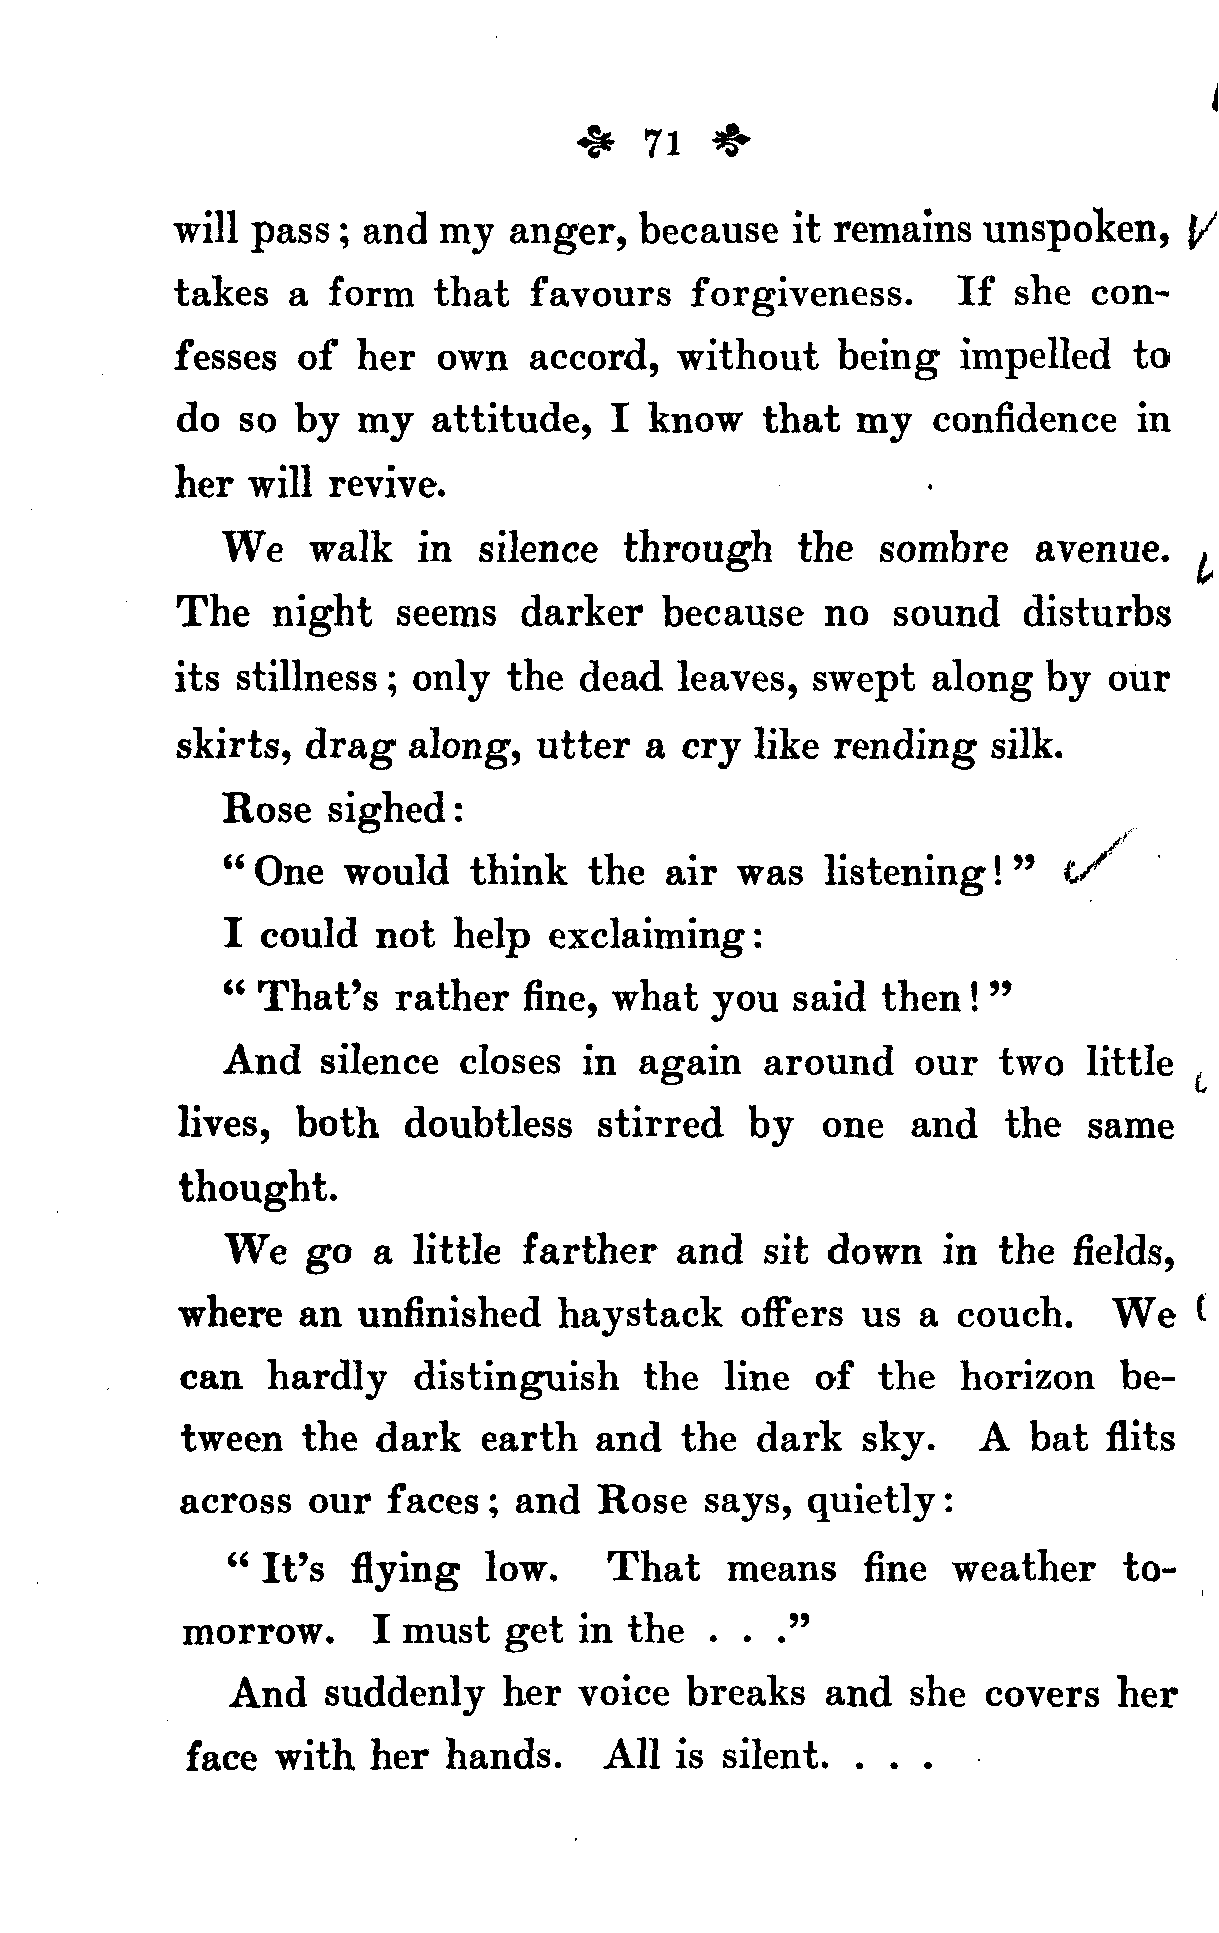 71
will pass; and my anger, because it remains unspoken,
takes a form that favours forgiveness. If she con-
fesses of her own accord, without being impelled to
do so by my attitude, I know that my confidence in
her will revive.
We walk in silence through the sombre avenue.
The night seems darker because no sound disturbs
its stillness; only the dead leaves, swept along by our
skirts, drag along, utter a cry like rending silk.
Rose sighed:
"One would think the air was listening!"
I could not help exclaiming:
"That's rather fine, what you said then!"
And silence closes in again around our two little
lives, both doubtless stirred by one and the same
thought.
We go a little farther and sit down in the fields,
where an unfinished haystack offers us a couch. We
can hardly distinguish the line of the horizon be-
tween the dark earth and the dark sky. A bat flits
across our faces; and Rose says, quietly:
"It's flying low. That means fine weather to-
morrow. I must get in the . . ."
And suddenly her voice breaks and she covers her
face with her hands. All is silent. . . .